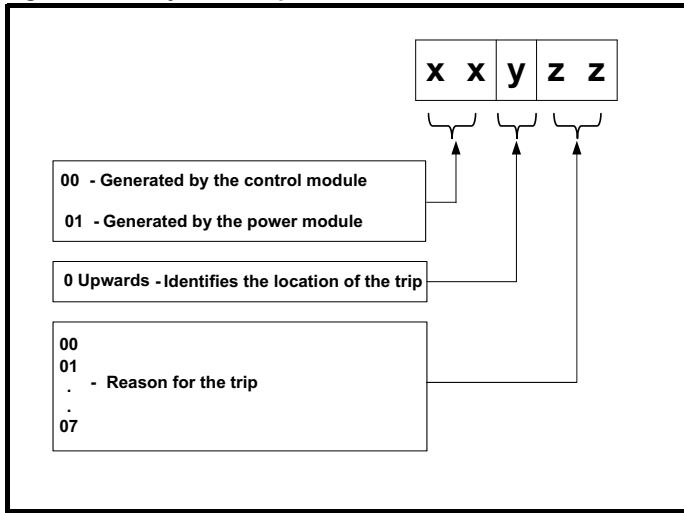 x x y z z
00 - Generated by the control module
01 - Generated by the power module
0 Upwards - Identifies the location of the trip
00
01
.
- Reason for the trip
.
07